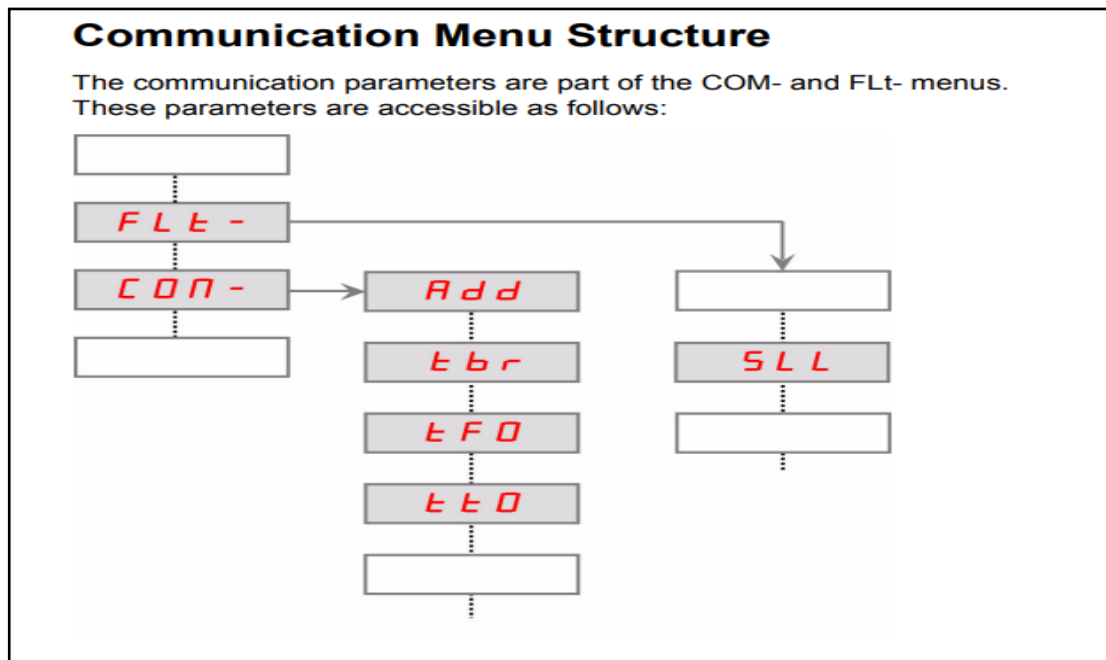 Communication Menu Structure
The communication parameters are part of the COM- and FLt- menus.
These parameters are accessible as follows:
FLt-
COM-
Add
tbr
SLL
tFO
ttO